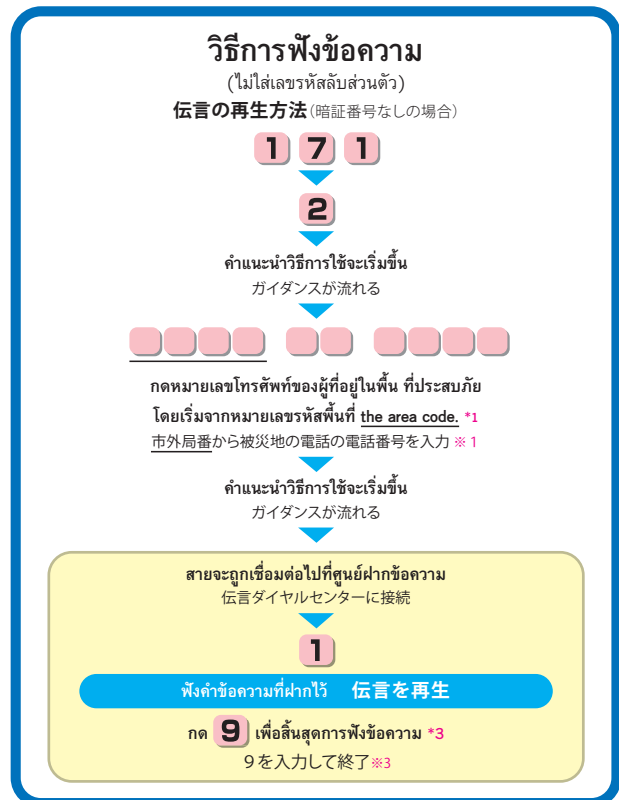 วิธีการฟังข้อความ
(ไม่ใส่เลขรหัสลับส่วนตัว)
伝言の再生方法(暗証番号なしの場合)
1 7 1
2
คำแนะนำวิธีการใช้จะเริ่มขึ้น
ガイダンスが流れる
กดหมายเลขโทรศัพท์ของผู้ที่อยู่ในพื้น ที่ประสบภัย
โดยเริ่มจากหมายเลขรหัสพื้นที่ the area code. *1
市外局番から被災地の電話の電話番号を入力 ※1
คำแนะนำวิธีการใช้จะเริ่มขึ้น
ガイダンスが流れる
สายจะถูกเชื่อมต่อไปที่ศูนย์ฝากข้อความ
伝言ダイヤルセンターに接続
1
ฟังคำข้อความที่ฝากไว้ 伝言を再生
กด 9 เพื่อสิ้นสุดการฟังข้อความ *3
9を入力して終了※3